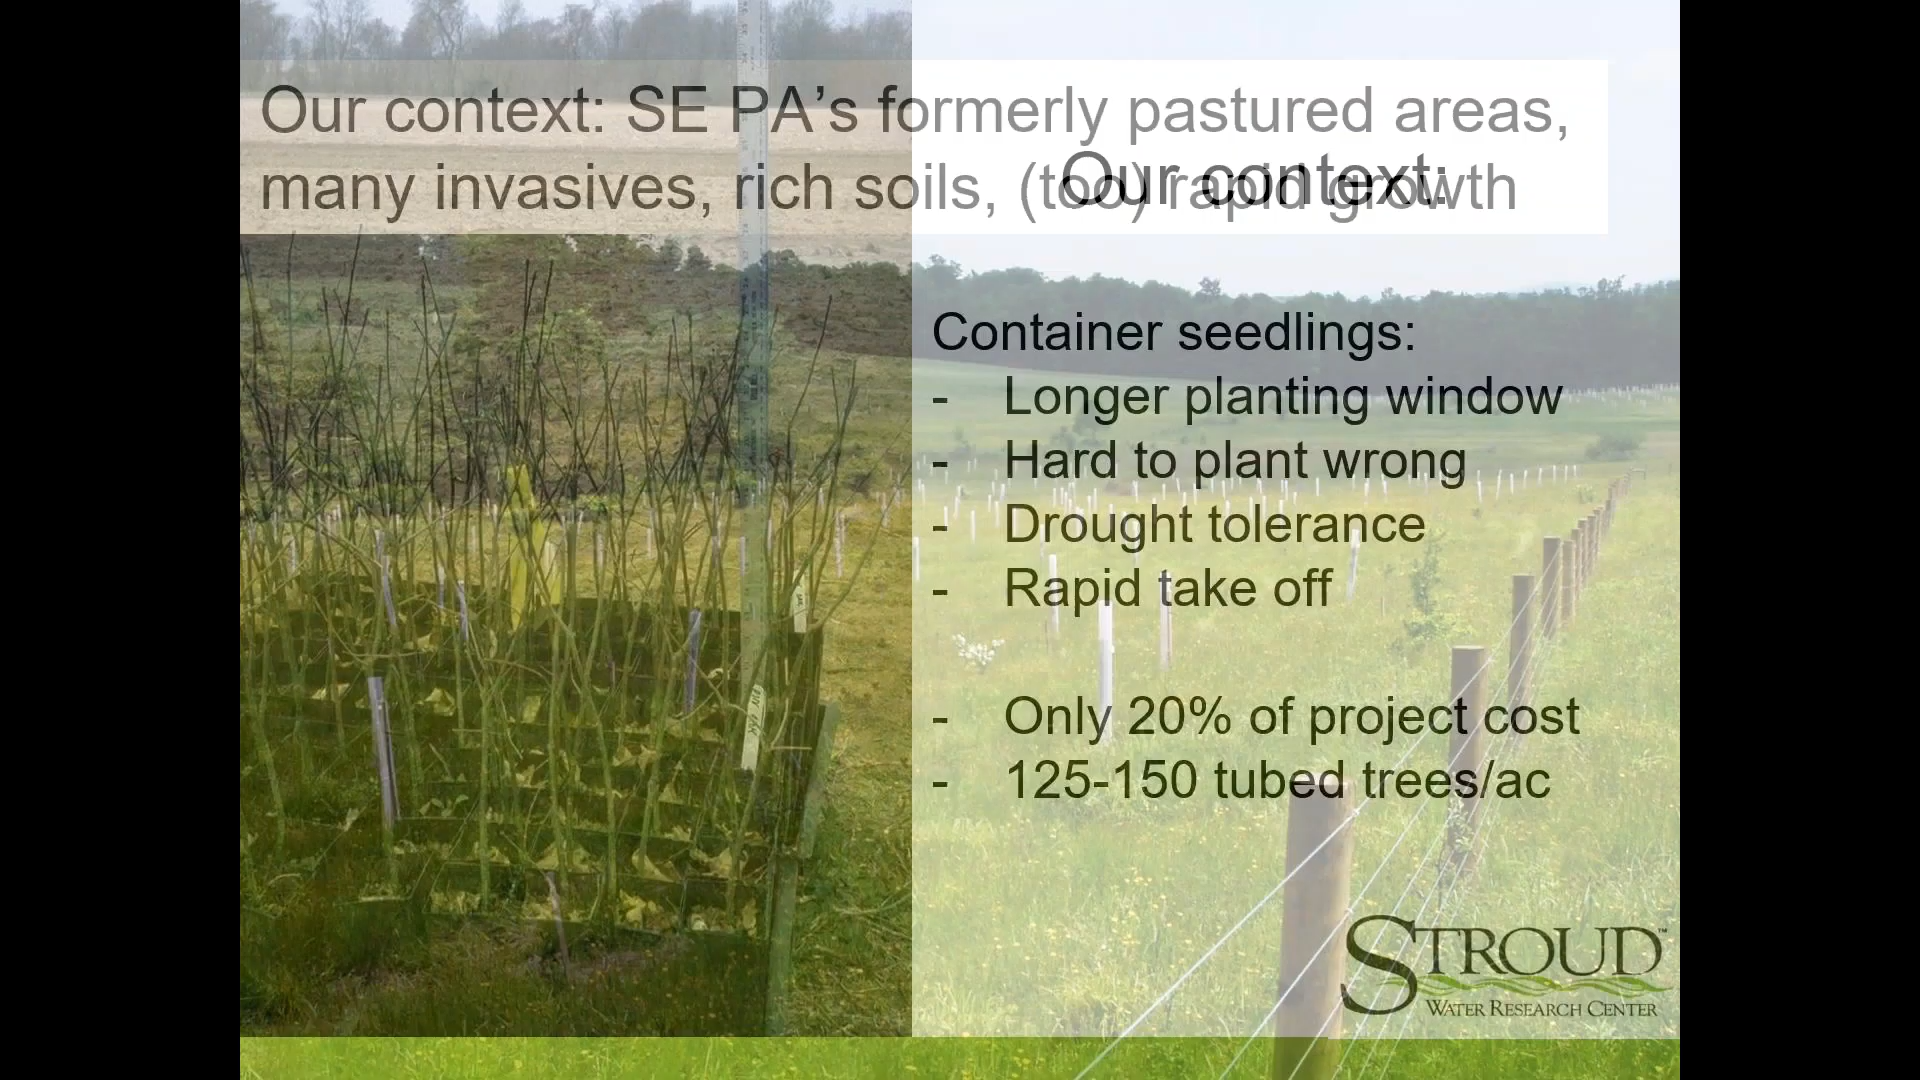 Our context: SE PA’s formerly pastured areas,
many invasives, rich soils, (too) rapid growth
Our context:
Container seedlings:
- Longer planting window
- Hard to plant wrong
- Drought tolerance
- Rapid take off
- Only 20% of project cost
- 125-150 tubed trees/ac
STROUD™
WATER RESEARCH CENTER